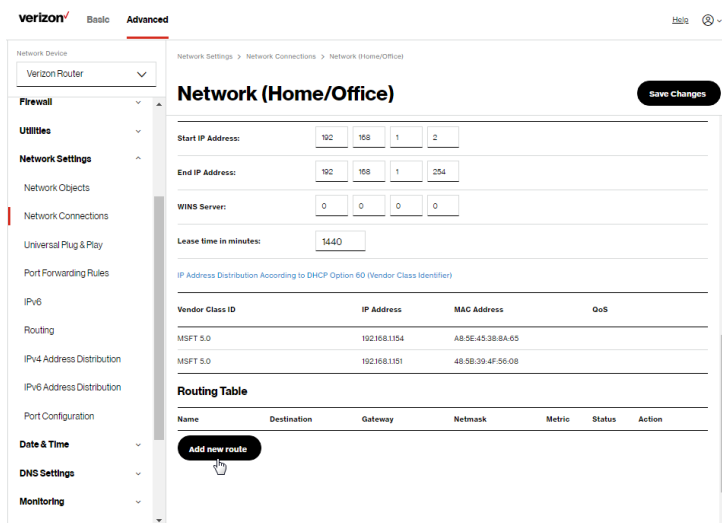 verizon✓ Basic Advanced Help
Network Device
Verizon Router
Firewall
Utilities
Network Settings
Network Objects
Network Connections
Universal Plug & Play
Port Forwarding Rules
IPv6
Routing
IPv4 Address Distribution
IPv6 Address Distribution
Port Configuration
Date & Time
DNS Settings
Monitoring
Network Settings > Network Connections > Network (Home/Office)
Network (Home/Office) Save Changes
Start IP Address: 192 168 1 2
End IP Address: 192 168 1 254
WINS Server: 0 0 0 0
Lease time in minutes: 1440
IP Address Distribution According to DHCP Option 60 (Vendor Class Identifier)
Vendor Class ID IP Address MAC Address QoS
MSFT 5.0 192.168.1.154 A8:5E:45:38:8A:65
MSFT 5.0 192.168.1.151 48:5B:39:4F:56:08
Routing Table
Name Destination Gateway Netmask Metric Status Action
Add new route